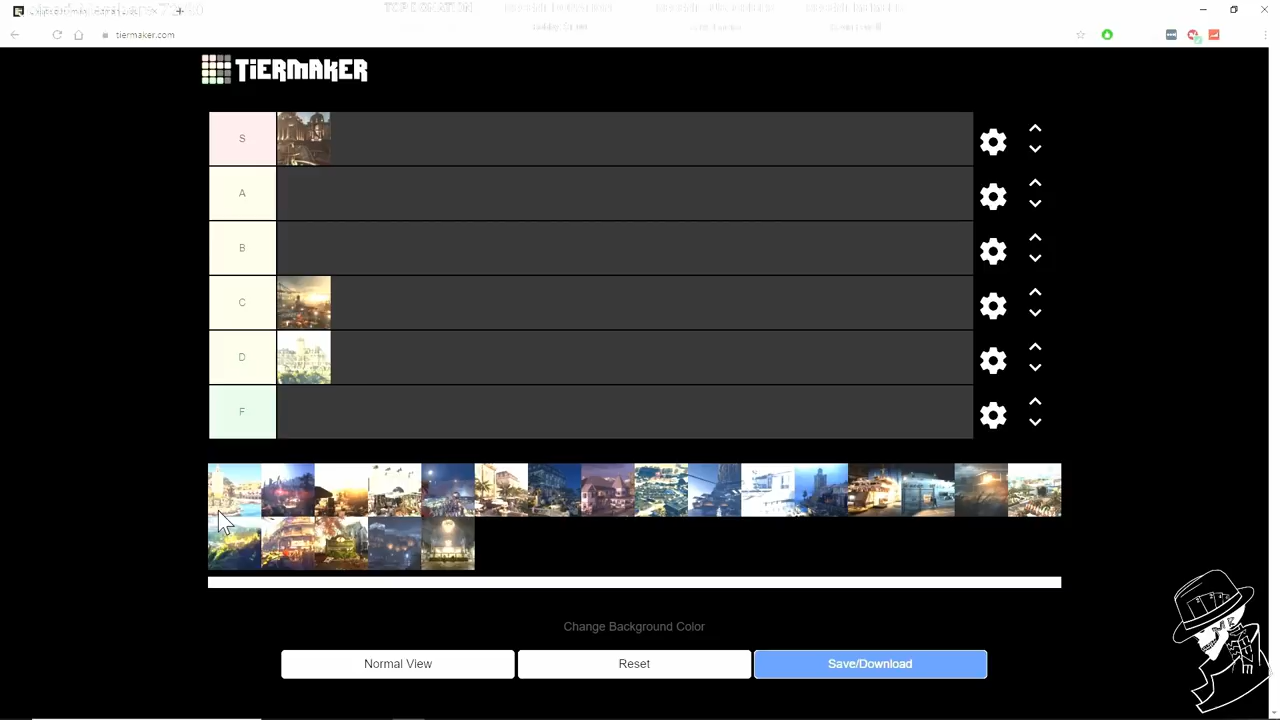 tiermaker.com
TiERMAKER
S
A
B
C
D
F
Change Background Color
Normal View
Reset
Save/Download